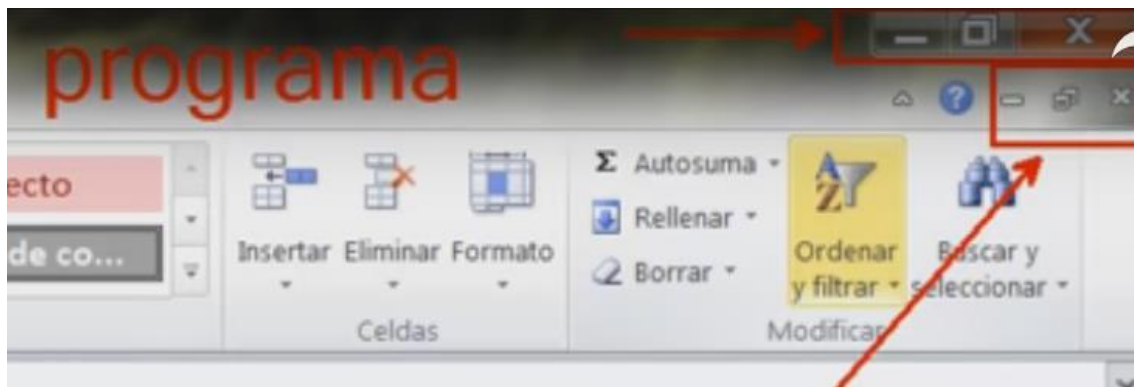 programa
ecto
de co...
Insertar Eliminar Formato
Celdas
Σ Autosuma
Rellenar
Borrar
Ordenar
y filtrar
Buscar y
seleccionar
Modificar